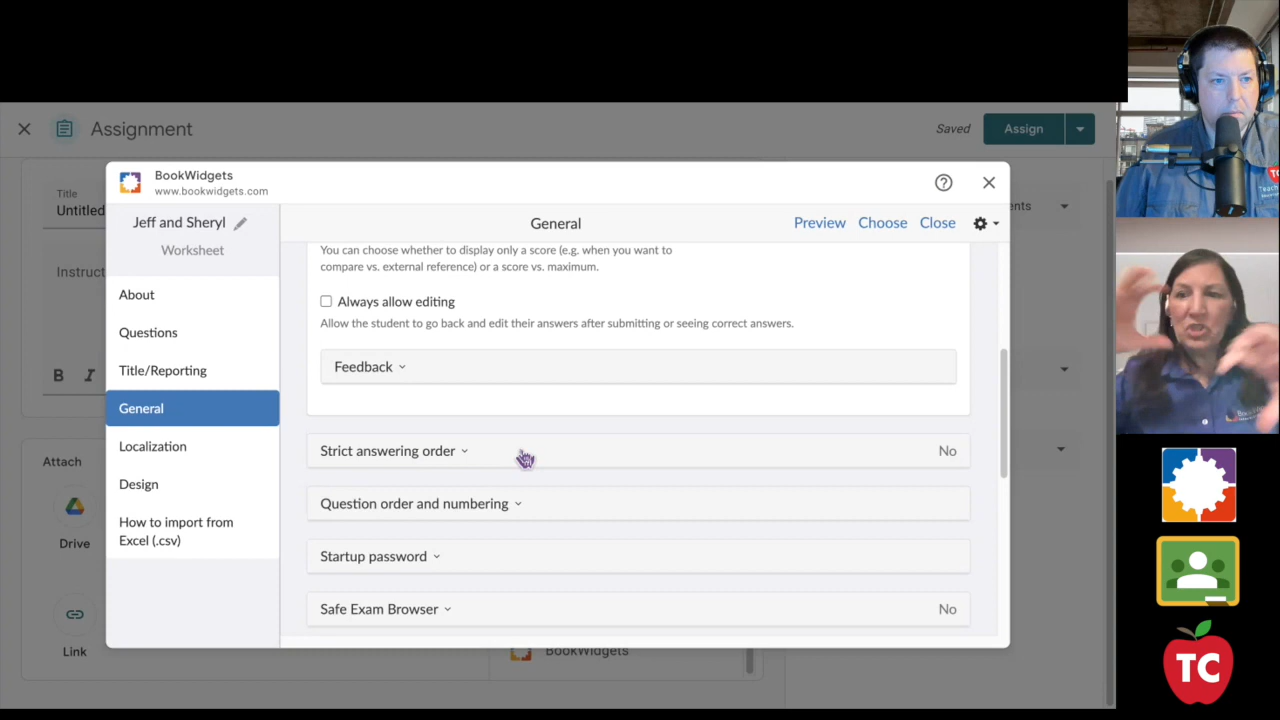 Assignment
Saved
Assign
Title
Untitled
Instruct
B I
Attach
Drive
Link
BookWidgets
www.bookwidgets.com
Jeff and Sheryl
Worksheet
About
Questions
Title/Reporting
General
Localization
Design
How to import from
Excel (.csv)
General
Preview
Choose
Close
You can choose whether to display only a score (e.g. when you want to
compare vs. external reference) or a score vs. maximum.
Always allow editing
Allow the student to go back and edit their answers after submitting or seeing correct answers.
Feedback
Strict answering order
No
Question order and numbering
Startup password
Safe Exam Browser
No
BookWidgets
ents
TC